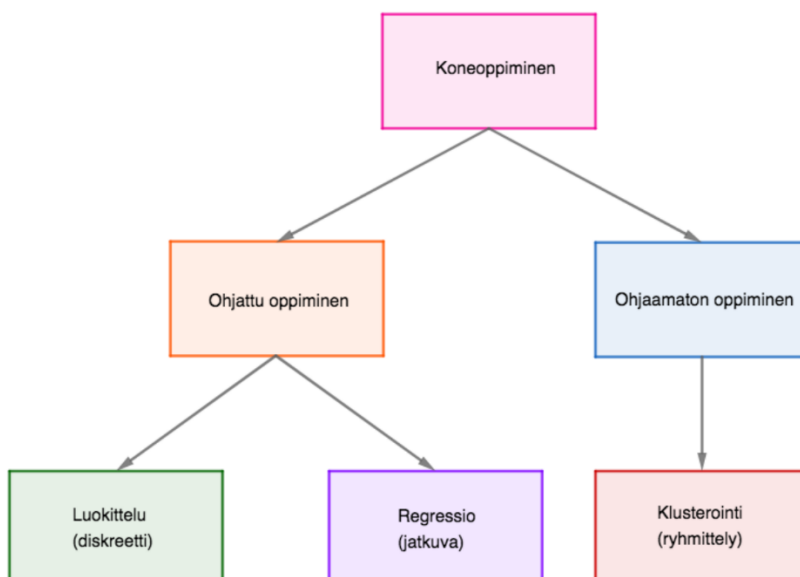 Koneoppiminen
Ohjattu oppiminen
Ohjaamaton oppiminen
Luokittelu
(diskreetti)
Regressio
(jatkuva)
Klusterointi
(ryhmittely)